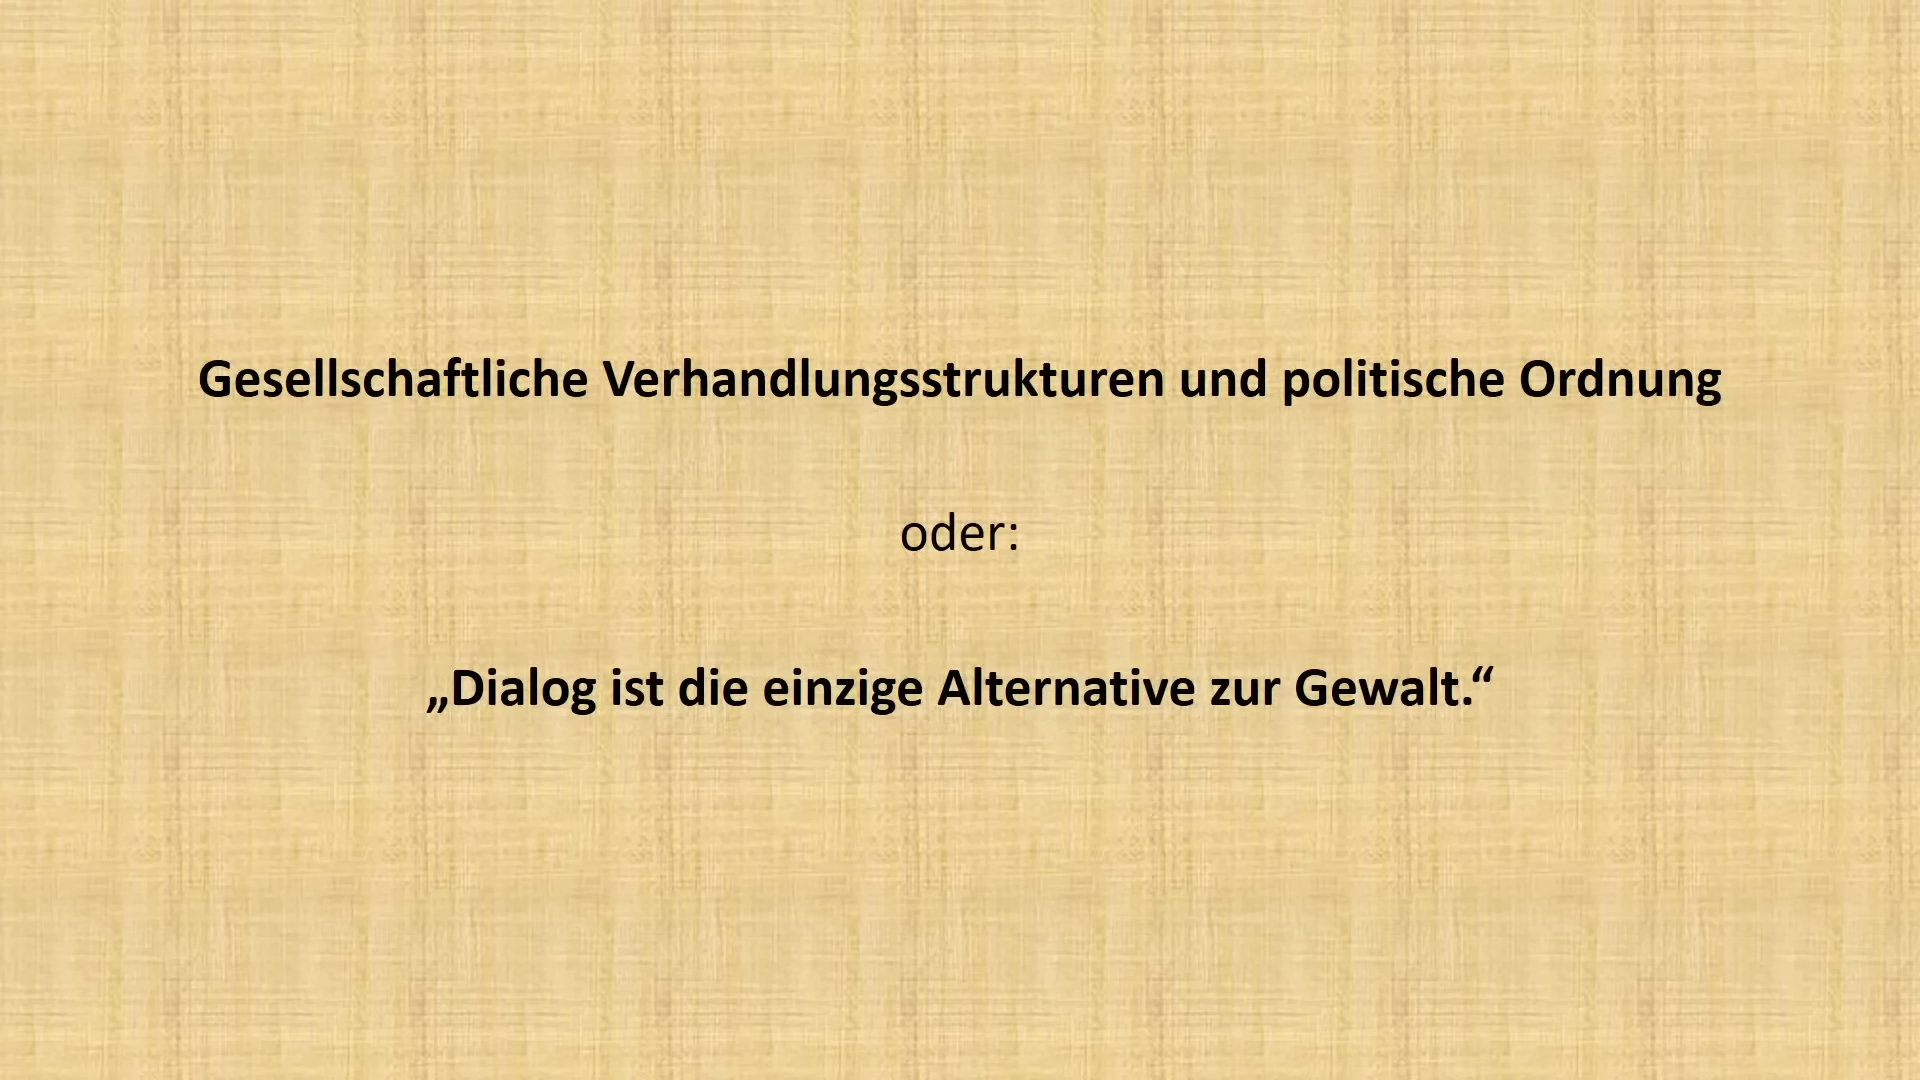 Gesellschaftliche Verhandlungsstrukturen und politische Ordnung
oder:
„Dialog ist die einzige Alternative zur Gewalt.“